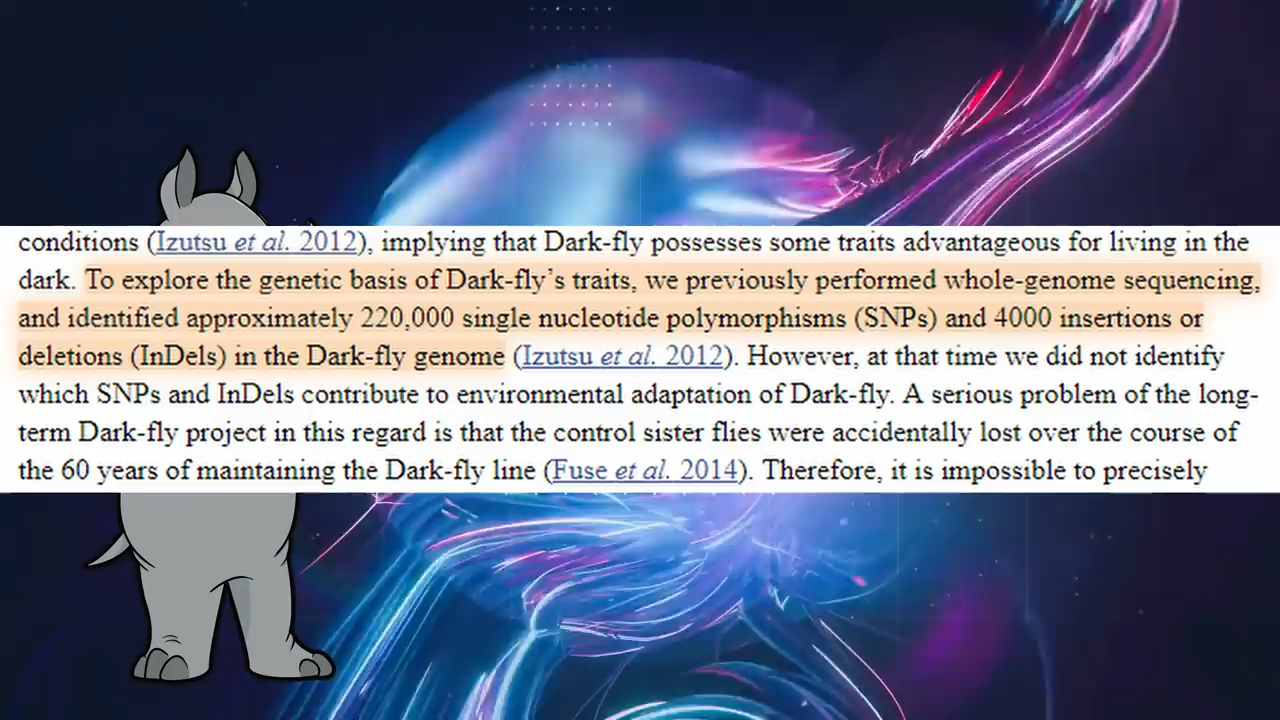 conditions (Izutsu et al. 2012), implying that Dark-fly possesses some traits advantageous for living in the
dark. To explore the genetic basis of Dark-fly’s traits, we previously performed whole-genome sequencing,
and identified approximately 220,000 single nucleotide polymorphisms (SNPs) and 4000 insertions or
deletions (InDels) in the Dark-fly genome (Izutsu et al. 2012). However, at that time we did not identify
which SNPs and InDels contribute to environmental adaptation of Dark-fly. A serious problem of the long-
term Dark-fly project in this regard is that the control sister flies were accidentally lost over the course of
the 60 years of maintaining the Dark-fly line (Fuse et al. 2014). Therefore, it is impossible to precisely